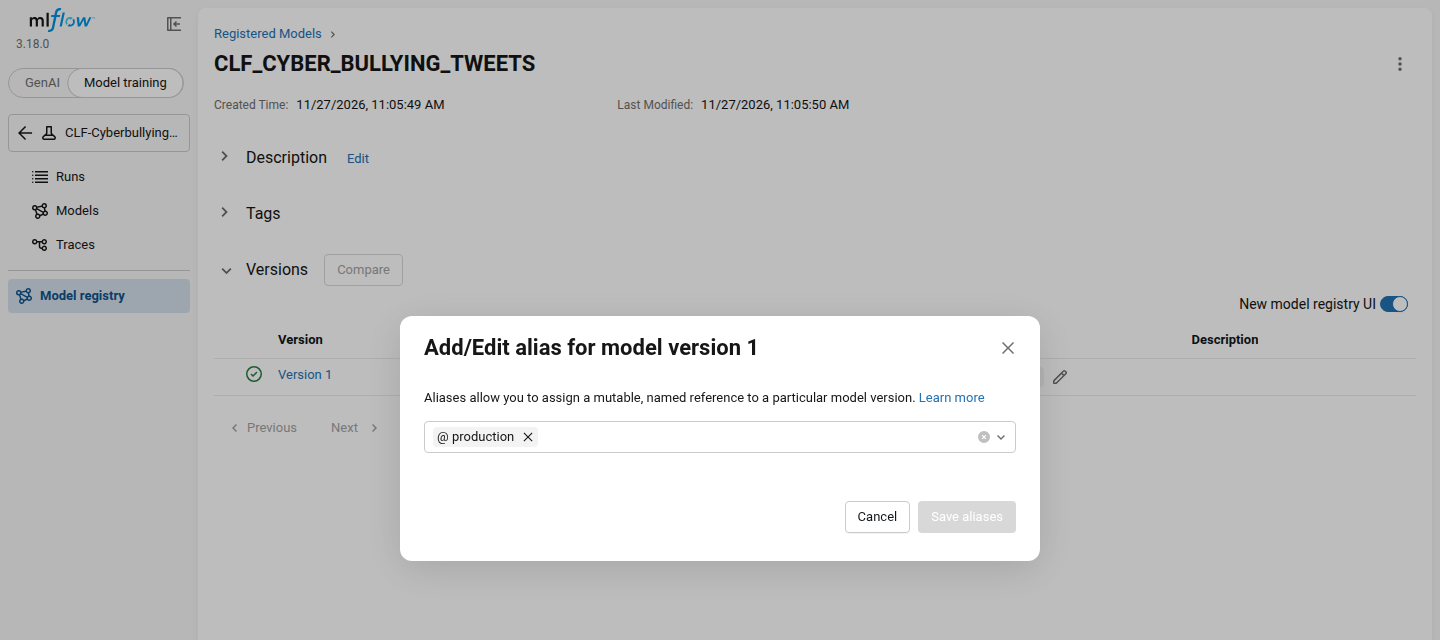 mlflow
3.18.0
GenAI
Model training
CLF-Cyberbullying...
Runs
Models
Traces
Model registry
Registered Models
CLF_CYBER_BULLYING_TWEETS
Created Time: 11/27/2026, 11:05:49 AM
Last Modified: 11/27/2026, 11:05:50 AM
Description Edit
Tags
Versions Compare
New model registry UI
Version
Description
Version 1
Previous Next
Add/Edit alias for model version 1
Aliases allow you to assign a mutable, named reference to a particular model version. Learn more
@ production
Cancel
Save aliases